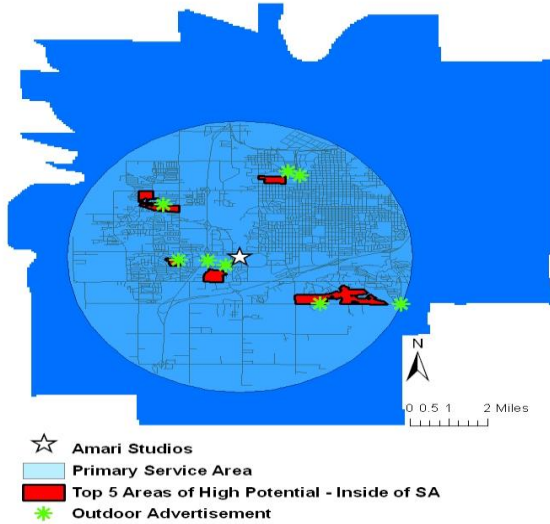 N
0 0.5 1 2 Miles
Amari Studios
Primary Service Area
Top 5 Areas of High Potential - Inside of SA
Outdoor Advertisement